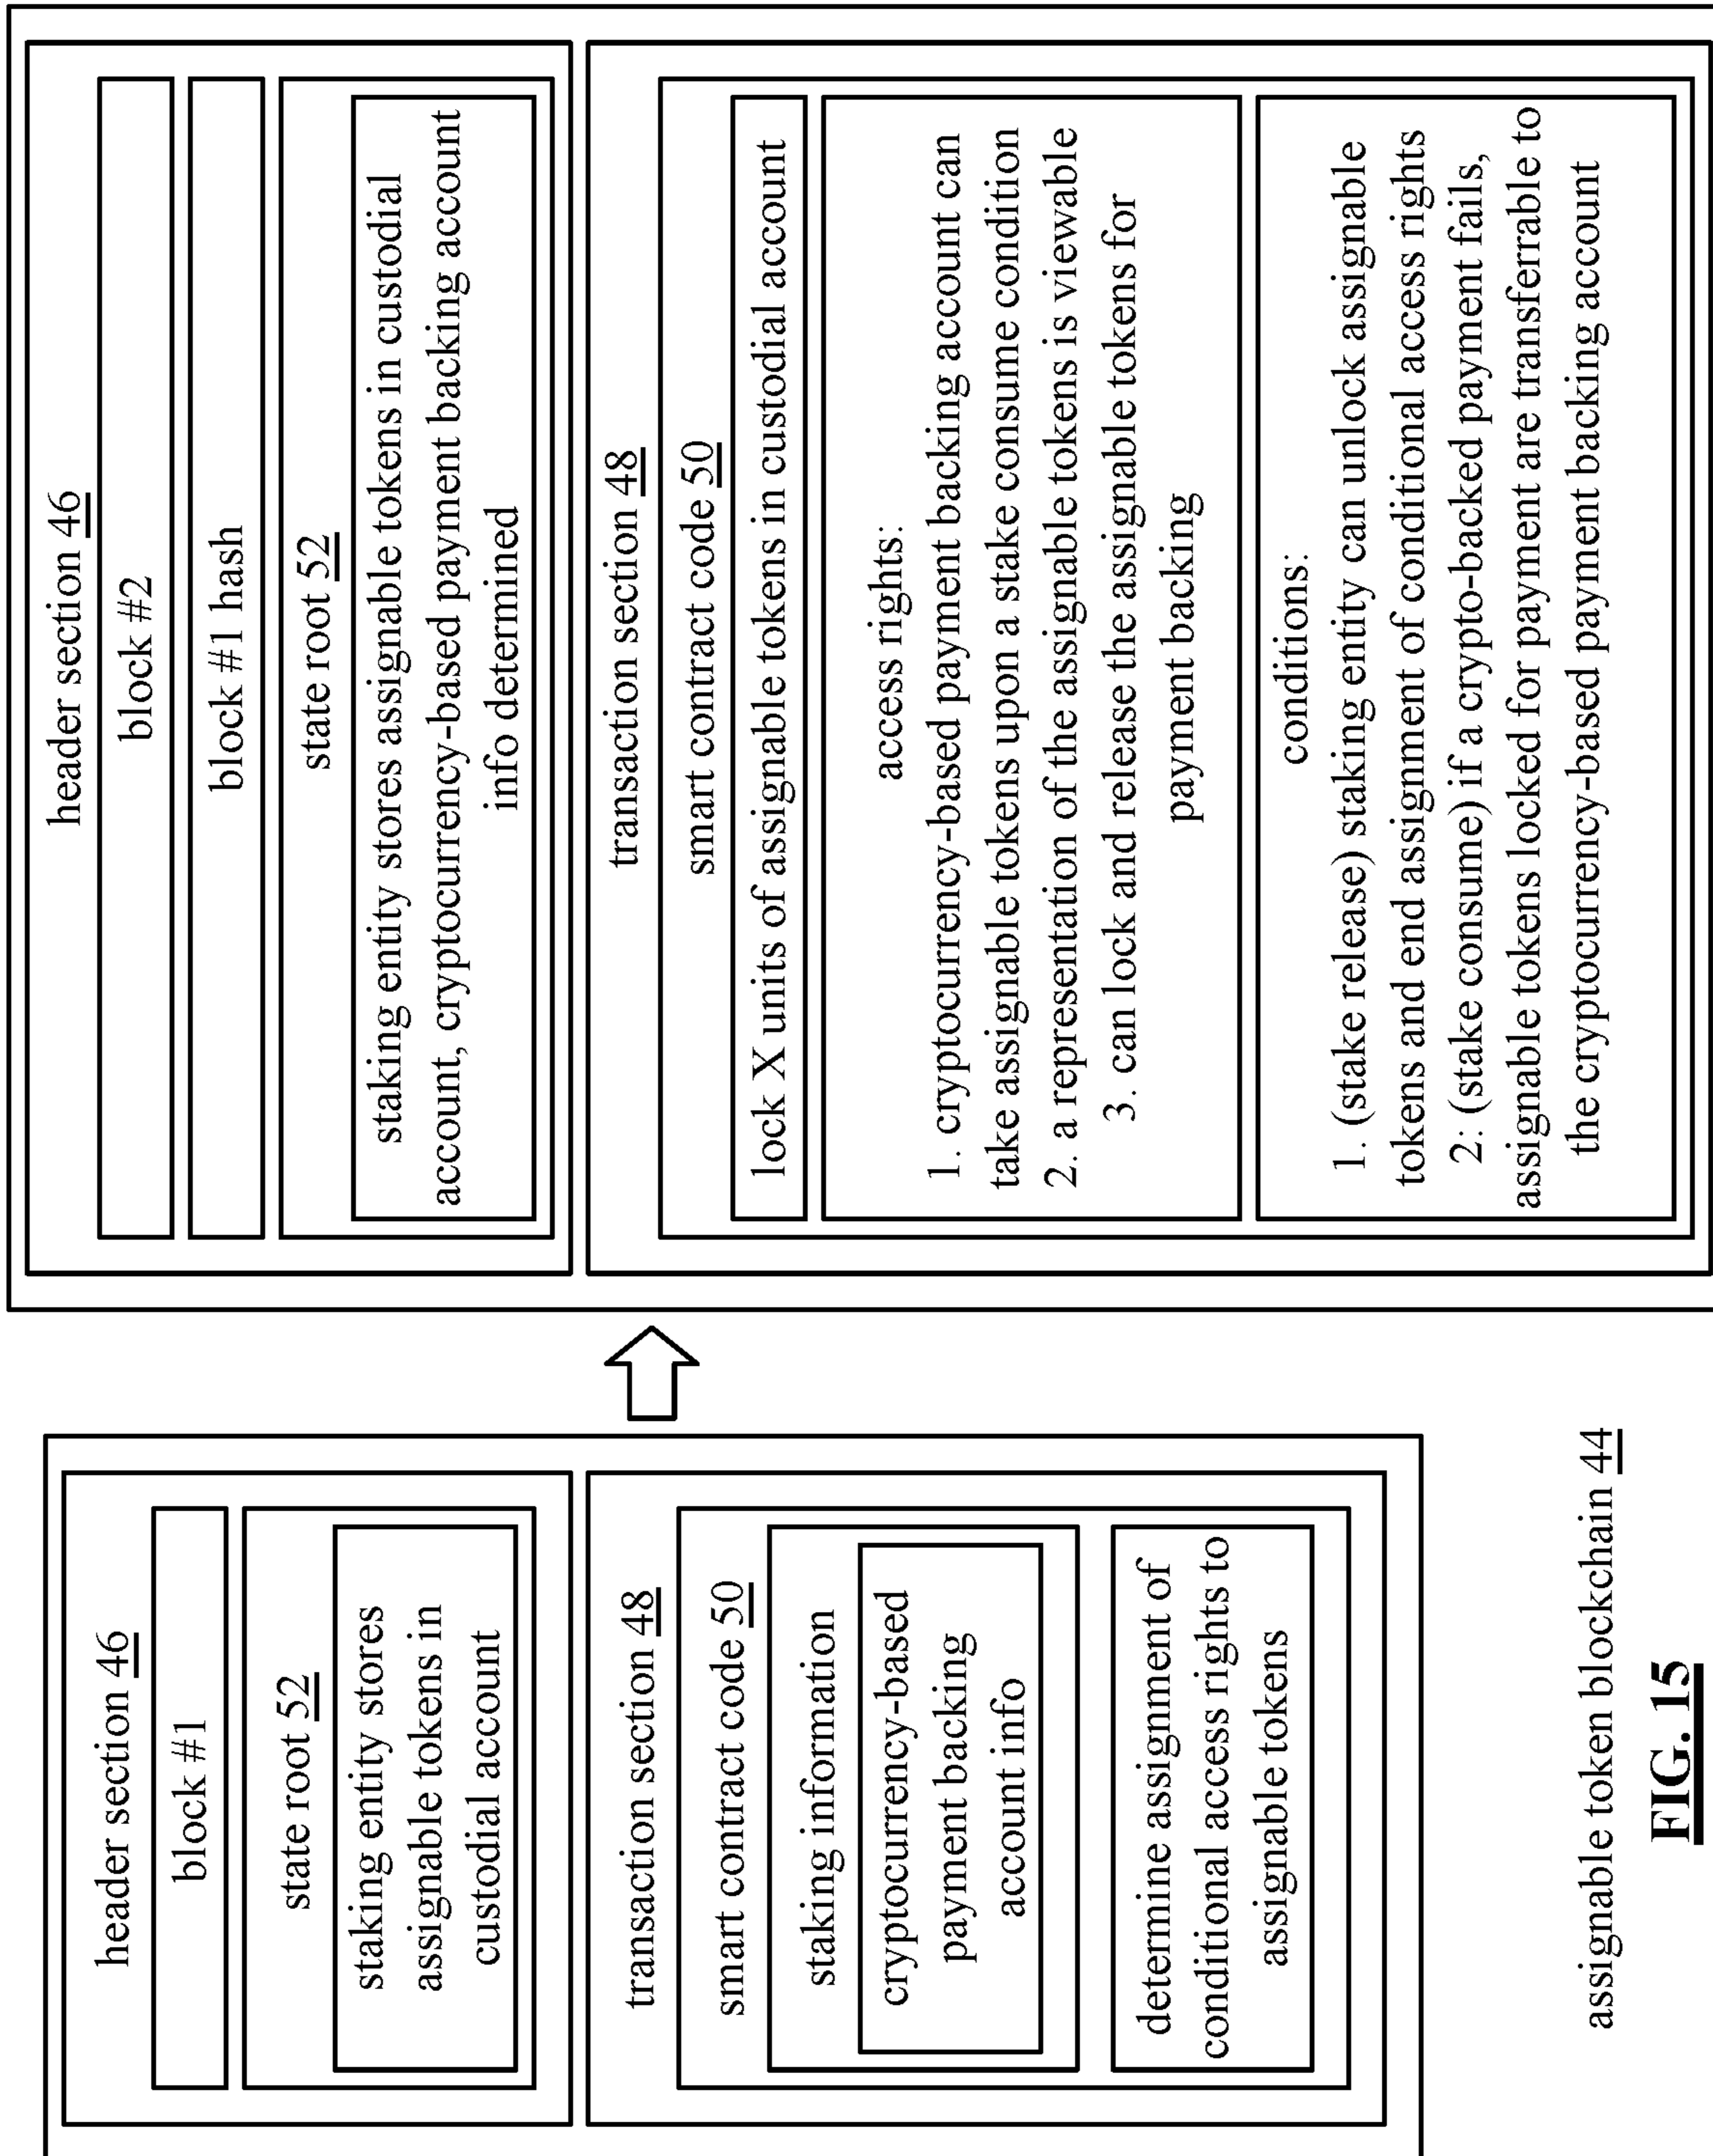 header section 46
block #1
state root 52
staking entity stores
assignable tokens in
custodial account
transaction section 48
smart contract code 50
staking information
cryptocurrency-based
payment backing
account info
determine assignment of
conditional access rights to
assignable tokens
header section 46
block #2
block #1 hash
state root 52
staking entity stores assignable tokens in custodial
account, cryptocurrency-based payment backing account
info determined
transaction section 48
smart contract code 50
lock X units of assignable tokens in custodial account
access rights:
1. cryptocurrency-based payment backing account can
take assignable tokens upon a stake consume condition
2. a representation of the assignable tokens is viewable
3. can lock and release the assignable tokens for
payment backing
conditions:
1. (stake release) staking entity can unlock assignable
tokens and end assignment of conditional access rights
2: (stake consume) if a crypto-backed payment fails,
assignable tokens locked for payment are transferrable to
the cryptocurrency-based payment backing account
assignable token blockchain 44
FIG. 15